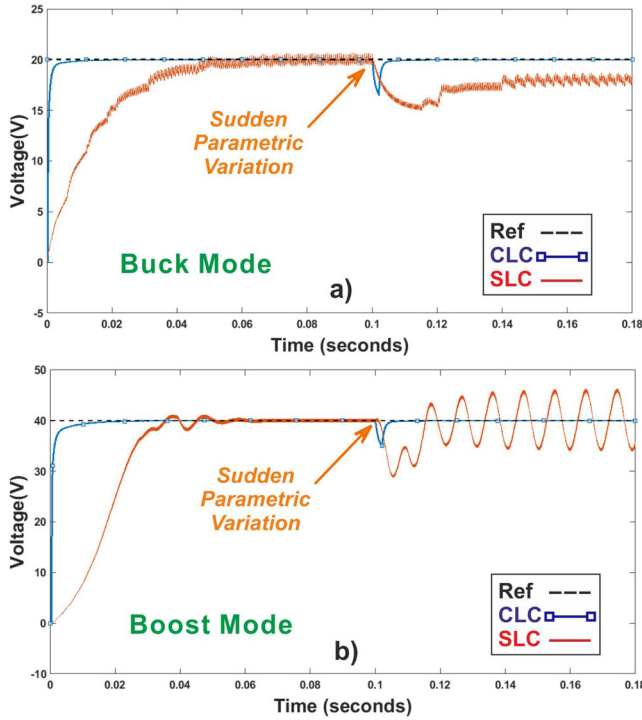 25
20
15
10
5
0
-5
Voltage(V)
Sudden
Parametric
Variation
Buck Mode
a)
Ref
CLC
SLC
0
0.02
0.04
0.06
0.08
0.1
0.12
0.14
0.16
0.18
Time (seconds)
50
40
30
20
10
0
-10
Voltage(V)
Sudden
Parametric
Variation
Boost Mode
b)
Ref
CLC
SLC
0
0.02
0.04
0.06
0.08
0.1
0.12
0.14
0.16
0.18
Time (seconds)